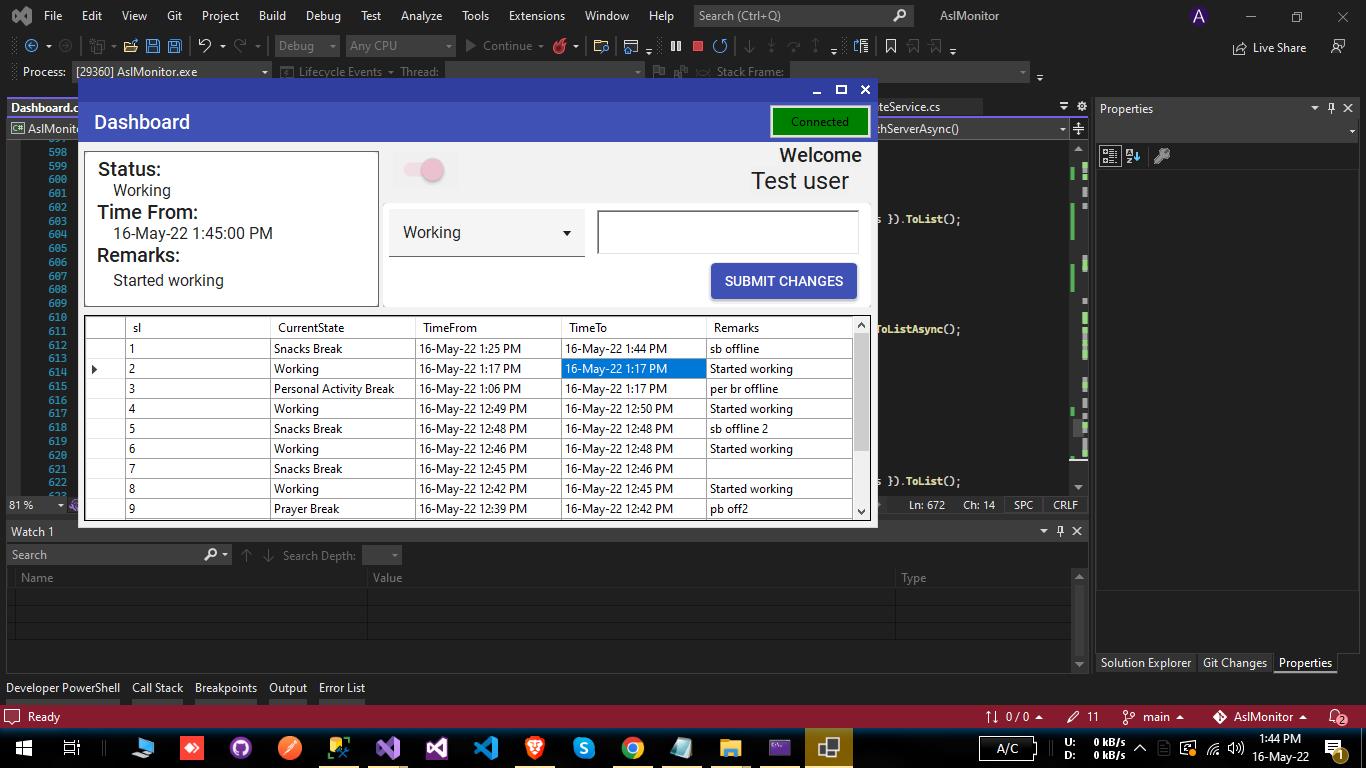 File Edit View Git Project Build Debug Test Analyze Tools Extensions Window Help Search (Ctrl+Q) AslMonitor A
Debug Any CPU Continue Live Share
Process: [29360] AslMonitor.exe Lifecycle Events Thread: Stack Frame:
Dashboard.c teService.cs Properties
C# AslMonito thServerAsync()
Dashboard Connected
Status:
Working
Time From:
16-May-22 1:45:00 PM
Remarks:
Started working
Welcome
Test user
Working
SUBMIT CHANGES
sl CurrentState TimeFrom TimeTo Remarks
1 Snacks Break 16-May-22 1:25 PM 16-May-22 1:44 PM sb offline
2 Working 16-May-22 1:17 PM 16-May-22 1:17 PM Started working
3 Personal Activity Break 16-May-22 1:06 PM 16-May-22 1:17 PM per br offline
4 Working 16-May-22 12:49 PM 16-May-22 12:50 PM Started working
5 Snacks Break 16-May-22 12:48 PM 16-May-22 12:48 PM sb offline 2
6 Working 16-May-22 12:46 PM 16-May-22 12:48 PM Started working
7 Snacks Break 16-May-22 12:45 PM 16-May-22 12:46 PM
8 Working 16-May-22 12:42 PM 16-May-22 12:45 PM Started working
9 Prayer Break 16-May-22 12:39 PM 16-May-22 12:42 PM pb off2
598
599
600
601
602
603 s }).ToList();
604
605
606
607
608
609
610
611 ToListAsync();
612
613
614
615
616
617
618
619
620
621
622 s }).ToList();
81 % Ln: 672 Ch: 14 SPC CRLF
Watch 1
Search Search Depth:
Name Value Type
Solution Explorer Git Changes Properties
Developer PowerShell Call Stack Breakpoints Output Error List
Ready 0 / 0 11 main AslMonitor 2
A/C U: 0 kB/s
D: 0 kB/s
1:44 PM
16-May-22 1